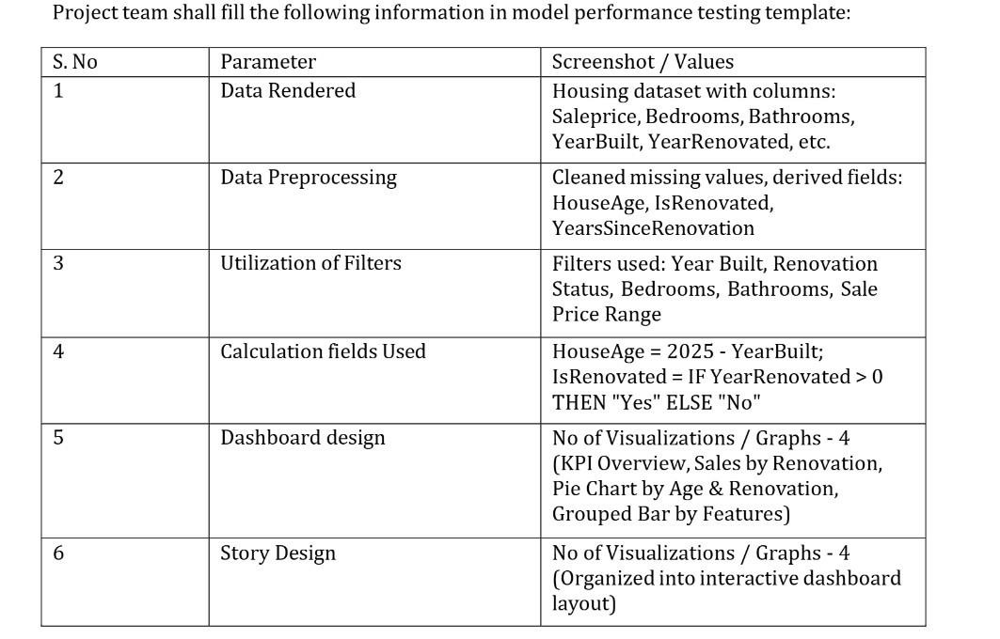 Project team shall fill the following information in model performance testing template:
S. No Parameter Screenshot / Values
1 Data Rendered Housing dataset with columns:
Saleprice, Bedrooms, Bathrooms,
YearBuilt, YearRenovated, etc.
2 Data Preprocessing Cleaned missing values, derived fields:
HouseAge, IsRenovated,
YearsSinceRenovation
3 Utilization of Filters Filters used: Year Built, Renovation
Status, Bedrooms, Bathrooms, Sale
Price Range
4 Calculation fields Used HouseAge = 2025 - YearBuilt;
IsRenovated = IF YearRenovated > 0
THEN "Yes" ELSE "No"
5 Dashboard design No of Visualizations / Graphs - 4
(KPI Overview, Sales by Renovation,
Pie Chart by Age & Renovation,
Grouped Bar by Features)
6 Story Design No of Visualizations / Graphs - 4
(Organized into interactive dashboard
layout)